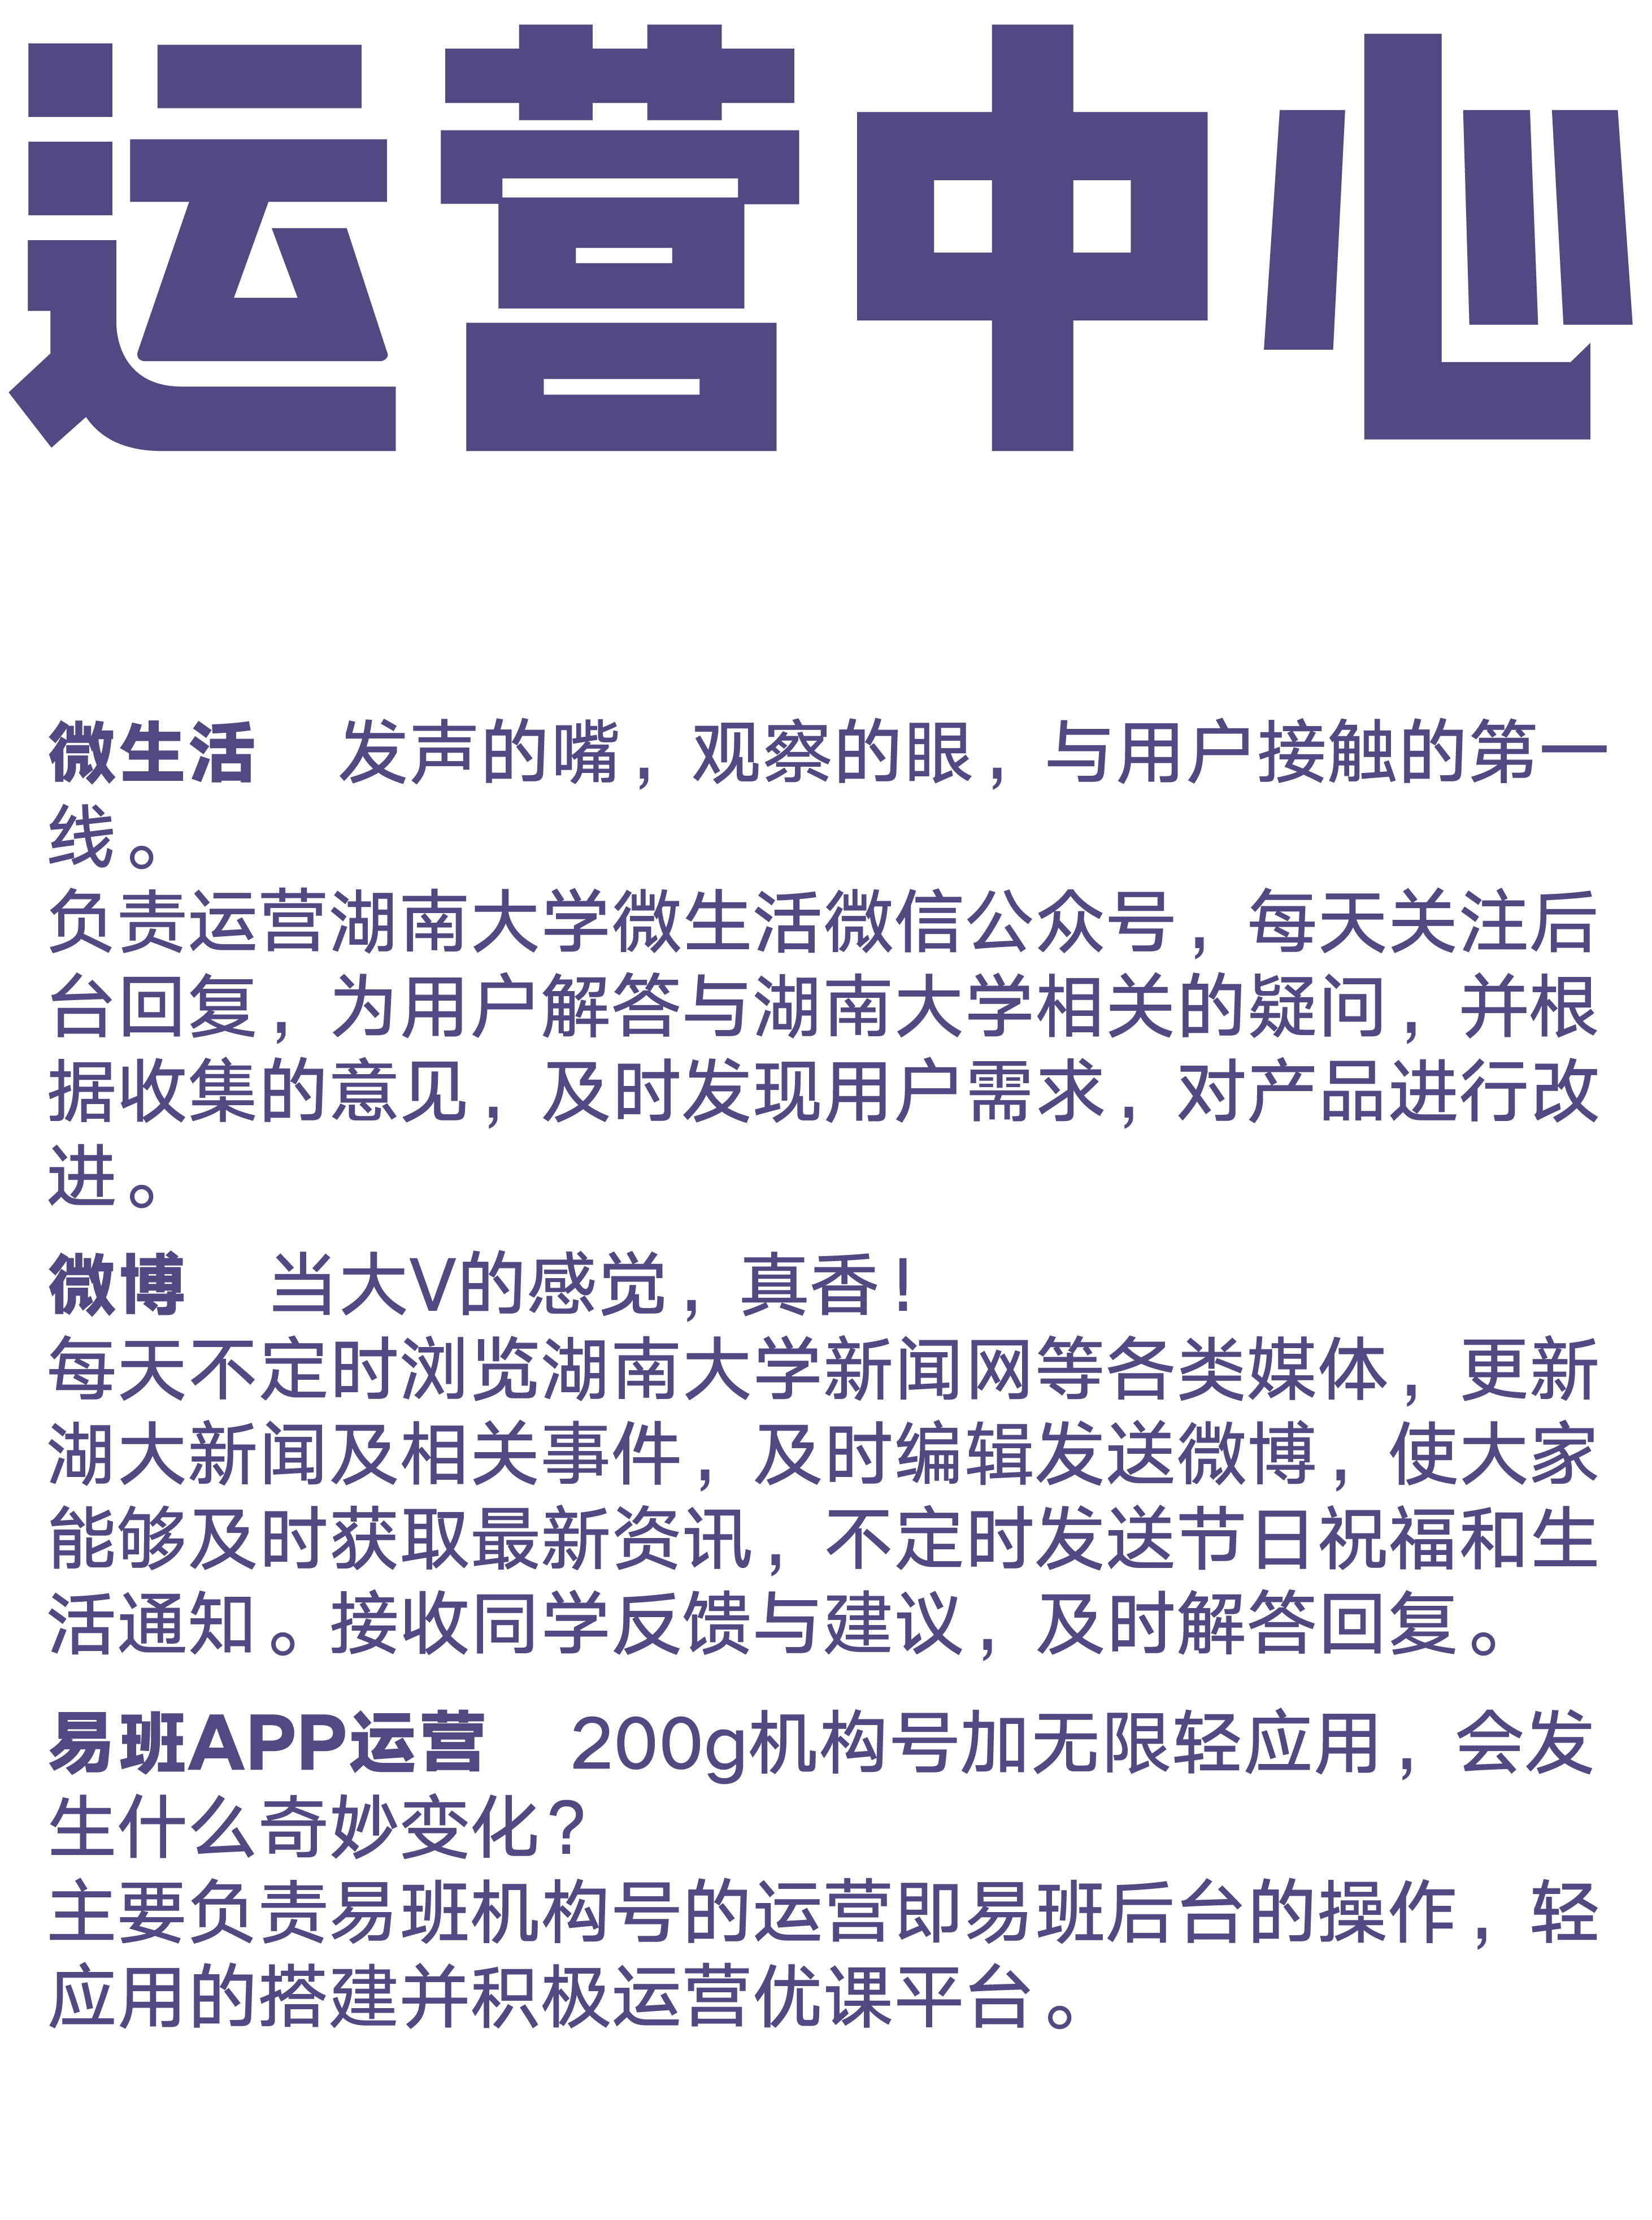 运营中心
微生活 发声的嘴，观察的眼，与用户接触的第一
线。
负责运营湖南大学微生活微信公众号，每天关注后
台回复，为用户解答与湖南大学相关的疑问，并根
据收集的意见，及时发现用户需求，对产品进行改
进。
微博 当大V的感觉，真香！
每天不定时浏览湖南大学新闻网等各类媒体，更新
湖大新闻及相关事件，及时编辑发送微博，使大家
能够及时获取最新资讯，不定时发送节日祝福和生
活通知。接收同学反馈与建议，及时解答回复。
易班APP运营 200g机构号加无限轻应用，会发
生什么奇妙变化？
主要负责易班机构号的运营即易班后台的操作，轻
应用的搭建并积极运营优课平台。